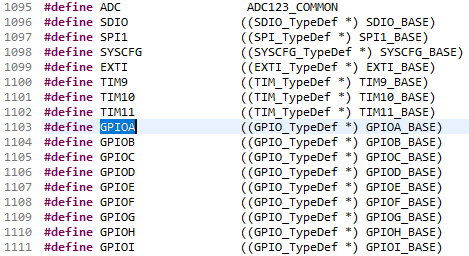 1095 #define ADC ADC123_COMMON
1096 #define SDIO ((SDIO_TypeDef *) SDIO_BASE)
1097 #define SPI1 ((SPI_TypeDef *) SPI1_BASE)
1098 #define SYSCFG ((SYSCFG_TypeDef *) SYSCFG_BASE)
1099 #define EXTI ((EXTI_TypeDef *) EXTI_BASE)
1100 #define TIM9 ((TIM_TypeDef *) TIM9_BASE)
1101 #define TIM10 ((TIM_TypeDef *) TIM10_BASE)
1102 #define TIM11 ((TIM_TypeDef *) TIM11_BASE)
1103 #define GPIOA ((GPIO_TypeDef *) GPIOA_BASE)
1104 #define GPIOB ((GPIO_TypeDef *) GPIOB_BASE)
1105 #define GPIOC ((GPIO_TypeDef *) GPIOC_BASE)
1106 #define GPIOD ((GPIO_TypeDef *) GPIOD_BASE)
1107 #define GPIOE ((GPIO_TypeDef *) GPIOE_BASE)
1108 #define GPIOF ((GPIO_TypeDef *) GPIOF_BASE)
1109 #define GPIOG ((GPIO_TypeDef *) GPIOG_BASE)
1110 #define GPIOH ((GPIO_TypeDef *) GPIOH_BASE)
1111 #define GPIOI ((GPIO_TypeDef *) GPIOI_BASE)